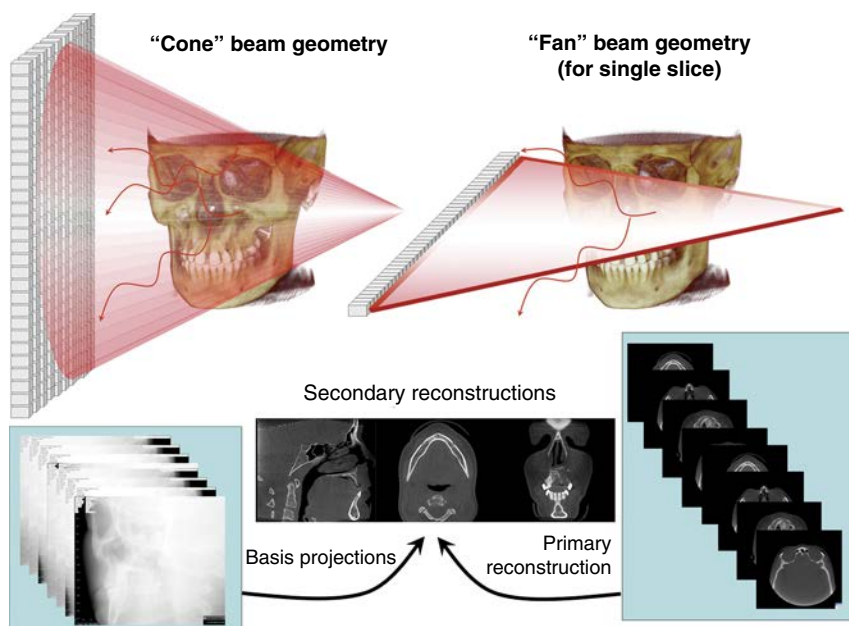 “Cone” beam geometry
“Fan” beam geometry
(for single slice)
Secondary reconstructions
Basis projections
Primary
reconstruction